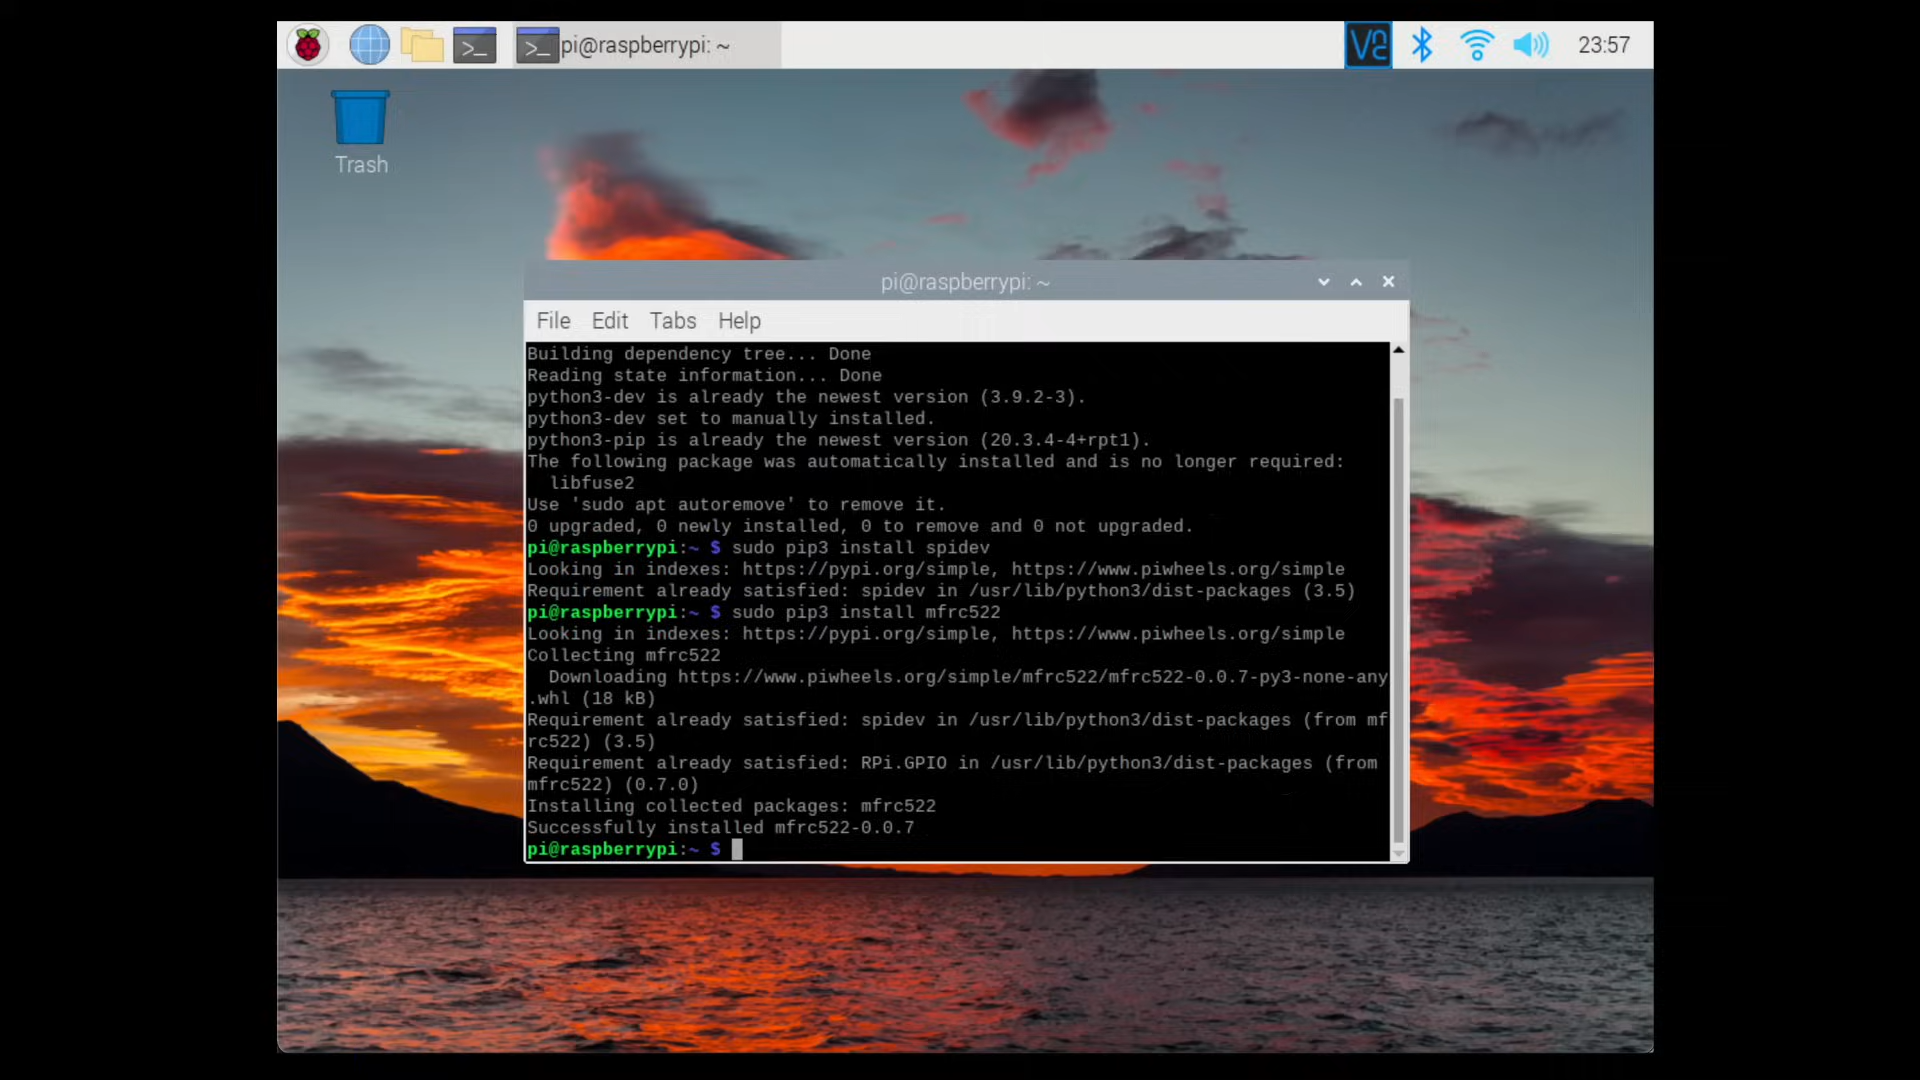 pi@raspberrypi: ~
23:57
Trash
pi@raspberrypi: ~
File Edit Tabs Help
Building dependency tree... Done
Reading state information... Done
python3-dev is already the newest version (3.9.2-3).
python3-dev set to manually installed.
python3-pip is already the newest version (20.3.4-4+rpt1).
The following package was automatically installed and is no longer required:
  libfuse2
Use 'sudo apt autoremove' to remove it.
0 upgraded, 0 newly installed, 0 to remove and 0 not upgraded.
pi@raspberrypi:~ $ sudo pip3 install spidev
Looking in indexes: https://pypi.org/simple, https://www.piwheels.org/simple
Requirement already satisfied: spidev in /usr/lib/python3/dist-packages (3.5)
pi@raspberrypi:~ $ sudo pip3 install mfrc522
Looking in indexes: https://pypi.org/simple, https://www.piwheels.org/simple
Collecting mfrc522
  Downloading https://www.piwheels.org/simple/mfrc522/mfrc522-0.0.7-py3-none-any
.whl (18 kB)
Requirement already satisfied: spidev in /usr/lib/python3/dist-packages (from mf
rc522) (3.5)
Requirement already satisfied: RPi.GPIO in /usr/lib/python3/dist-packages (from
mfrc522) (0.7.0)
Installing collected packages: mfrc522
Successfully installed mfrc522-0.0.7
pi@raspberrypi:~ $